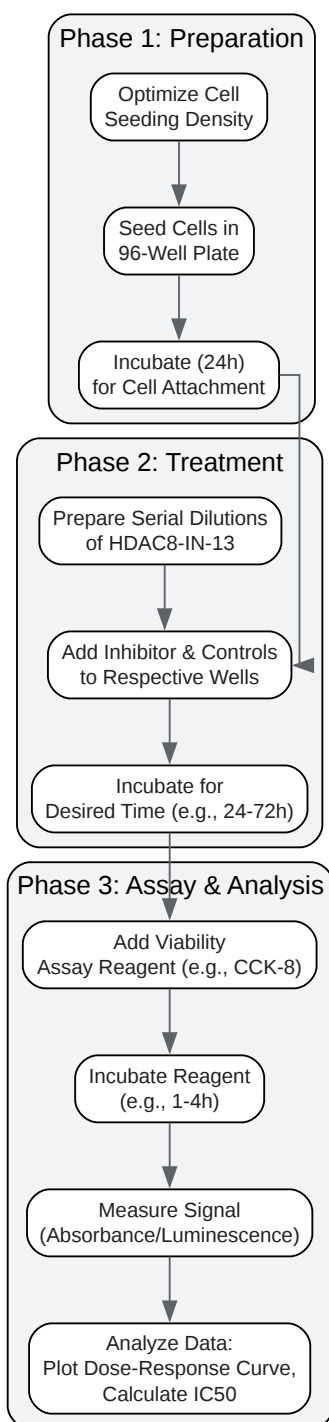 Phase 1: Preparation
Optimize Cell
Seeding Density
Seed Cells in
96-Well Plate
Incubate (24h)
for Cell Attachment
Phase 2: Treatment
Prepare Serial Dilutions
of HDAC8-IN-13
Add Inhibitor & Controls
to Respective Wells
Incubate for
Desired Time (e.g., 24-72h)
Phase 3: Assay & Analysis
Add Viability
Assay Reagent (e.g., CCK-8)
Incubate Reagent
(e.g., 1-4h)
Measure Signal
(Absorbance/Luminescence)
Analyze Data:
Plot Dose-Response Curve,
Calculate IC50